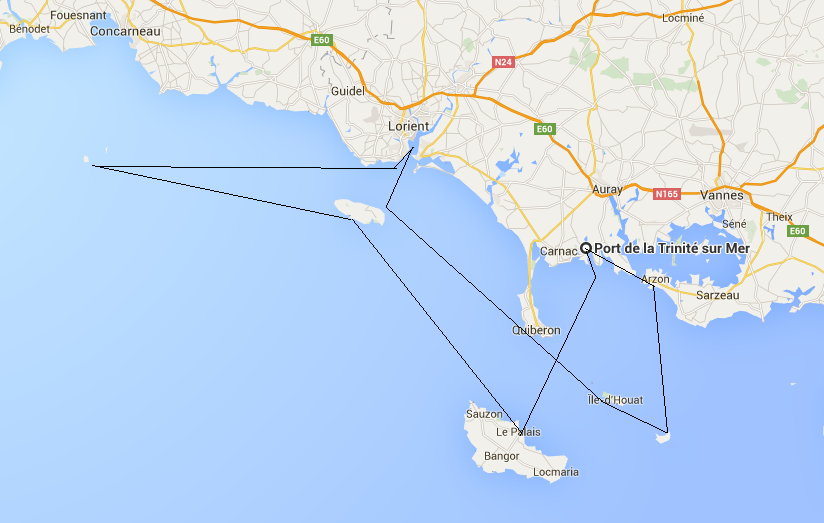 Fouesnant
Locminé
Bénodet
Concarneau
E60
N24
Guidel
Lorient
E60
Auray
N165
Vannes
Theix
Séné
E60
Carnac
Port de la Trinité sur Mer
Arzon
Sarzeau
Quiberon
Île-d'Houat
Sauzon
Le Palais
Bangor
Locmaria